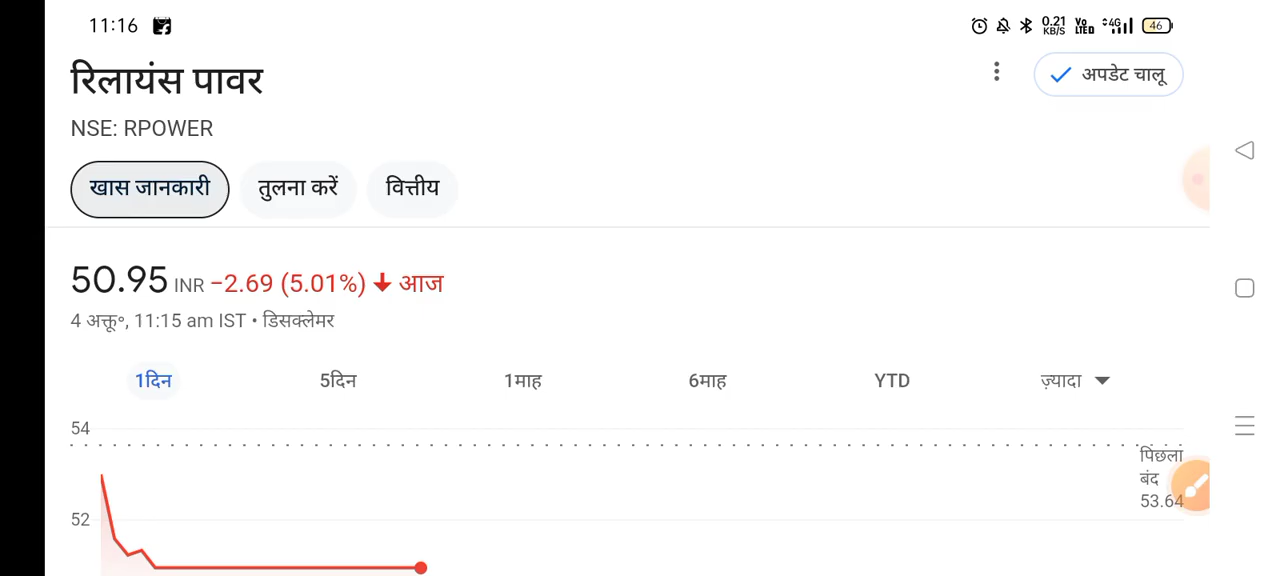 11:16
0.21 KB/S Vo LTED 4G 46
रिलायंस पावर
अपडेट चालू
NSE: RPOWER
खास जानकारी तुलना करें वित्तीय
50.95 INR −2.69 (5.01%) आज
4 अक्तू॰, 11:15 am IST • डिसक्लेमर
1दिन 5दिन 1माह 6माह YTD ज़्यादा
54
पिछला
बंद
53.64
52